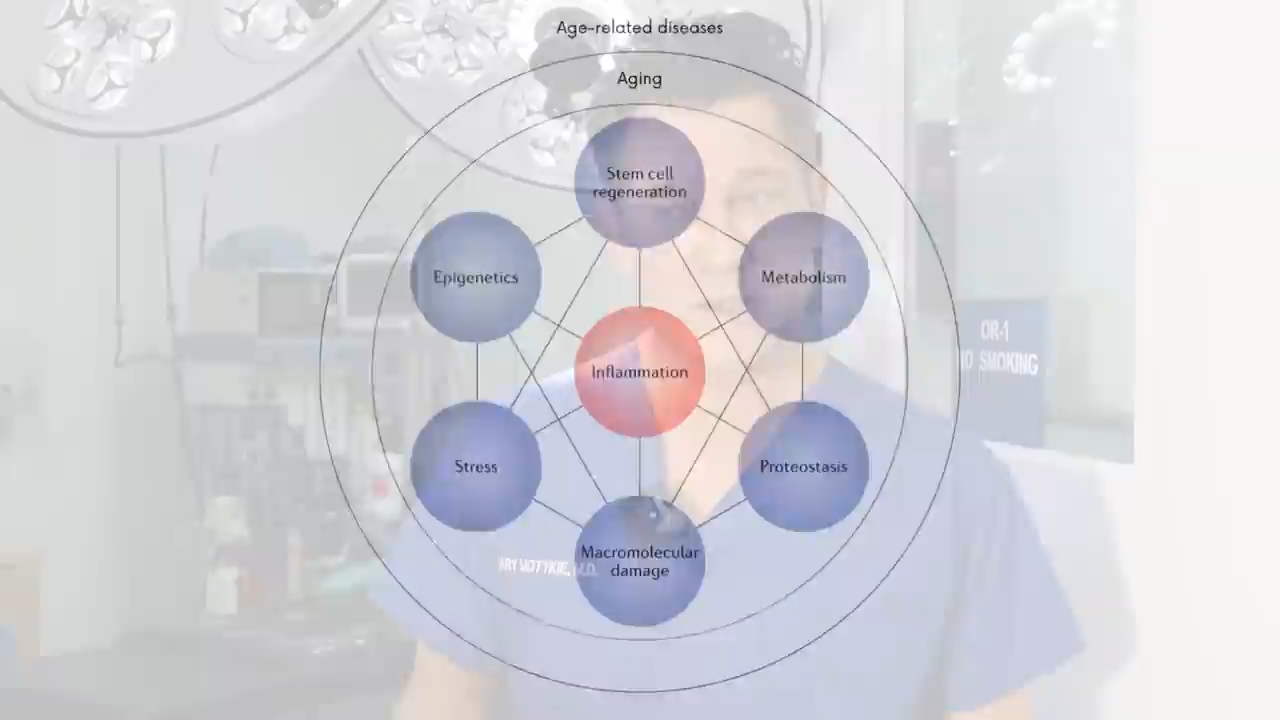 Age-related diseases
Aging
Stem cell
regeneration
Epigenetics
Metabolism
Inflammation
OR-1
SMOKING
Stress
Proteostasis
Macromolecular
damage
M.D.